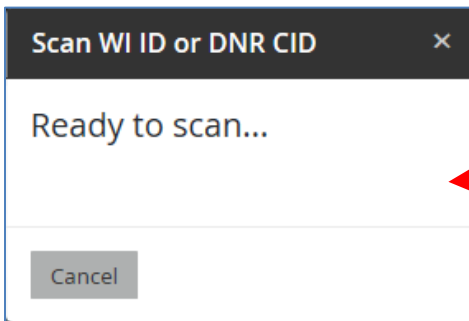 Scan WI ID or DNR CID ×
Ready to scan...
Cancel